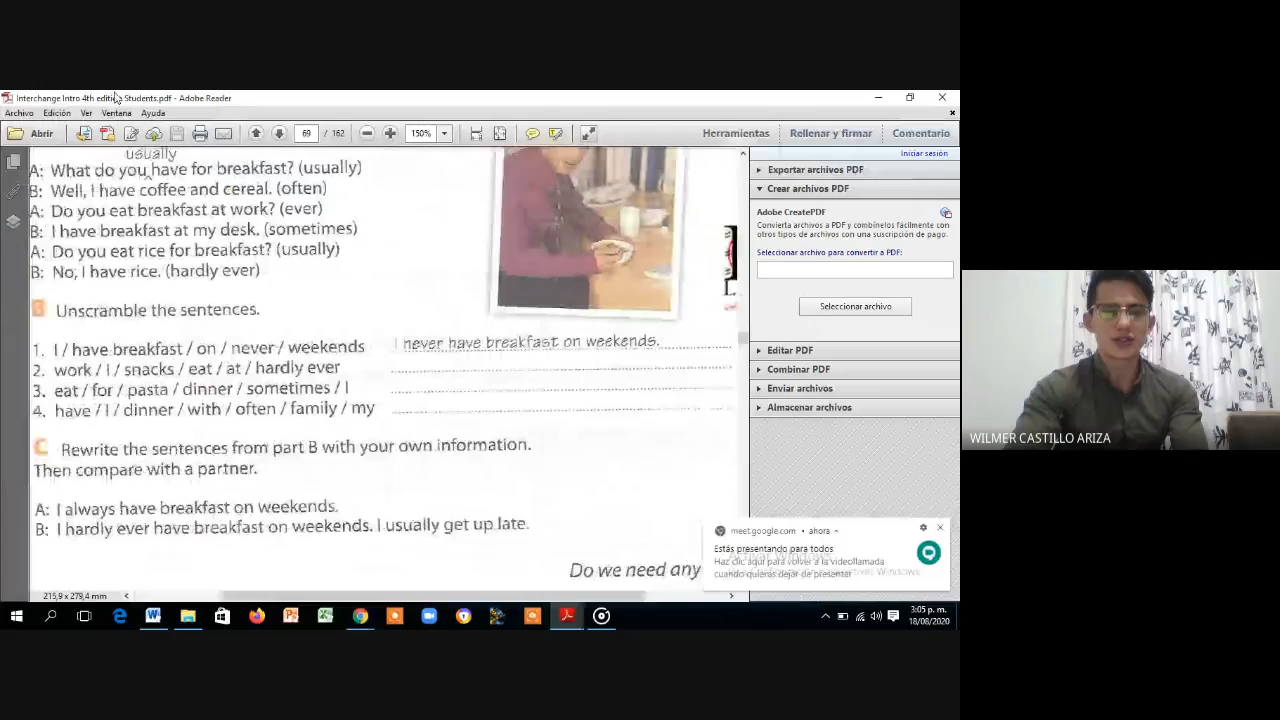 Interchange Intro 4th edition Students.pdf - Adobe Reader
Archivo Edición Ver Ventana Ayuda
Abrir 69 / 162 150% Herramientas Rellenar y firmar Comentario
Iniciar sesión
usually
A: What do you have for breakfast? (usually)
B: Well, I have coffee and cereal. (often)
A: Do you eat breakfast at work? (ever)
B: I have breakfast at my desk. (sometimes)
A: Do you eat rice for breakfast? (usually)
B: No, I have rice. (hardly ever)
B Unscramble the sentences.
1. I / have breakfast / on / never / weekends I never have breakfast on weekends.
2. work / I / snacks / eat / at / hardly ever
3. eat / for / pasta / dinner / sometimes / I
4. have / I / dinner / with / often / family / my
C Rewrite the sentences from part B with your own information.
Then compare with a partner.
A: I always have breakfast on weekends.
B: I hardly ever have breakfast on weekends. I usually get up late.
Do we need any
215,9 x 279,4 mm
Exportar archivos PDF
Crear archivos PDF
Adobe CreatePDF
Convierta archivos a PDF y combínelos fácilmente con
otros tipos de archivos con una suscripción de pago.
Seleccionar archivo para convertir a PDF:
Seleccionar archivo
Editar PDF
Combinar PDF
Enviar archivos
Almacenar archivos
meet.google.com • ahora
Estás presentando para todos
Haz clic aquí para volver a la videollamada
cuando quieras dejar de presentar
3:05 p. m.
18/08/2020
WILMER CASTILLO ARIZA